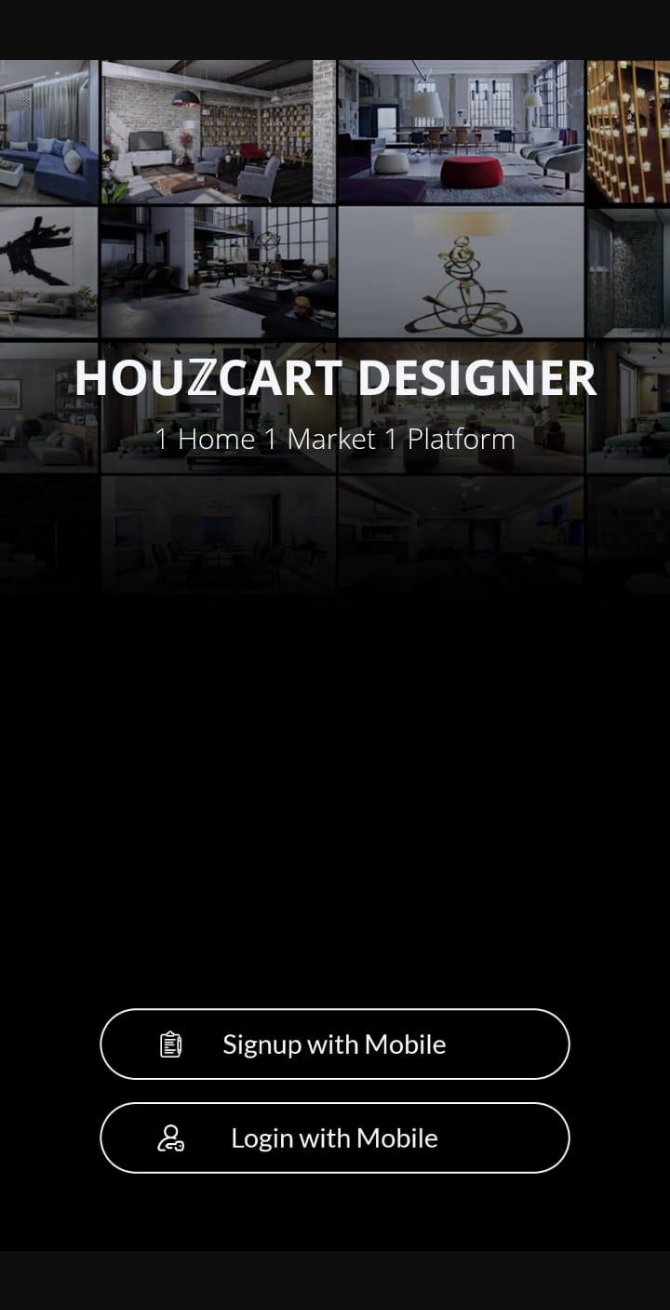 HOUℤCART DESIGNER
1 Home 1 Market 1 Platform
Signup with Mobile
Login with Mobile